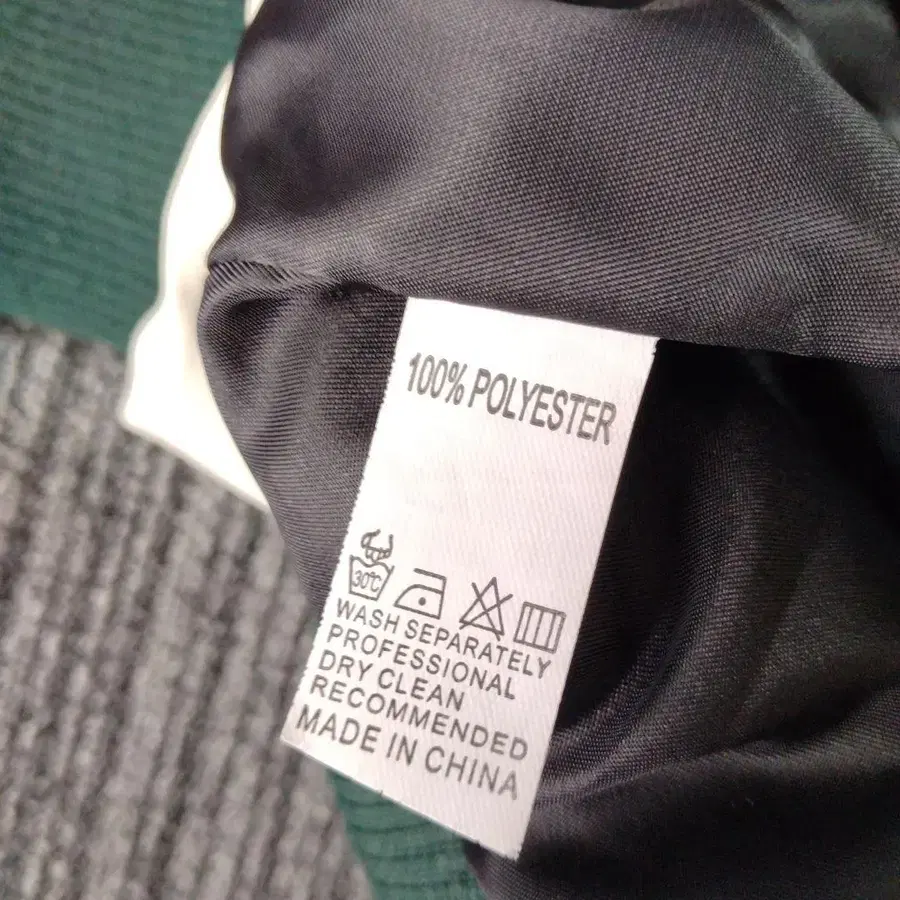 100% POLYESTER
30℃
WASH SEPARATELY
PROFESSIONAL
DRY CLEAN
RECOMMENDED
MADE IN CHINA